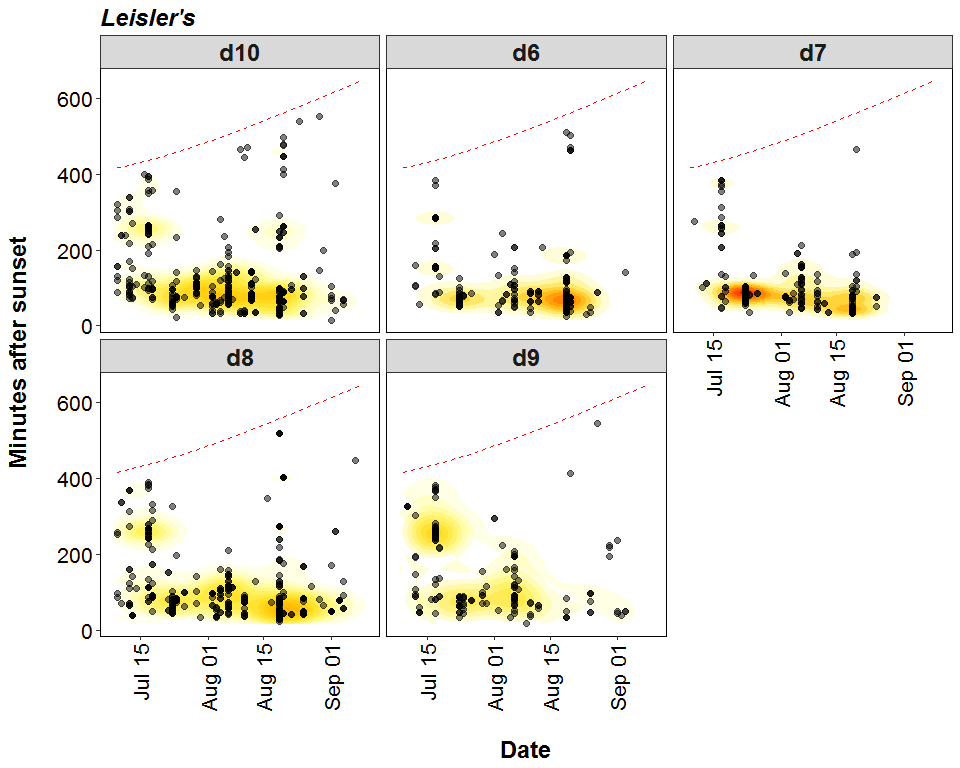 Leisler's
d10 d6 d7
600
400
200
0
Jul 15 Aug 01 Aug 15 Sep 01
d8 d9
600
400
200
0
Jul 15 Aug 01 Aug 15 Sep 01 Jul 15 Aug 01 Aug 15 Sep 01
Minutes after sunset
Date